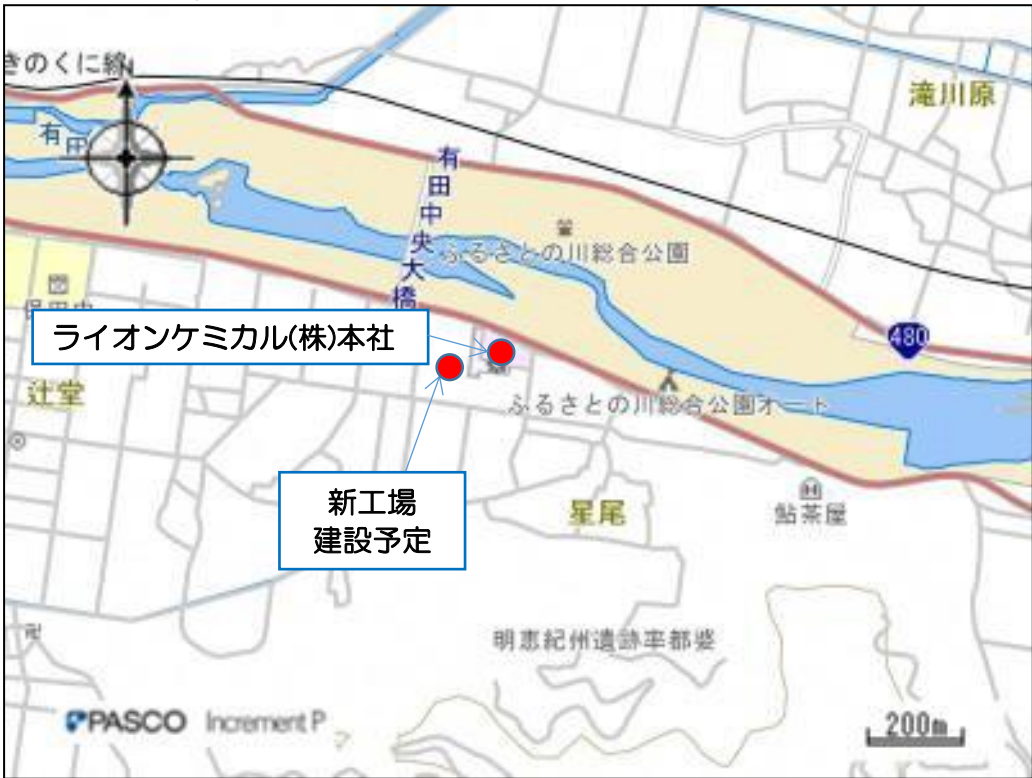 きのくに線
滝川原
有田
有田中央大橋
ふるさとの川総合公園
保田中
ライオンケミカル(株)本社
480
辻堂
ふるさとの川総合公園オート
新工場
建設予定
星尾
鮎茶屋
明恵紀州遺跡率都婆
PASCO Increment P
200m